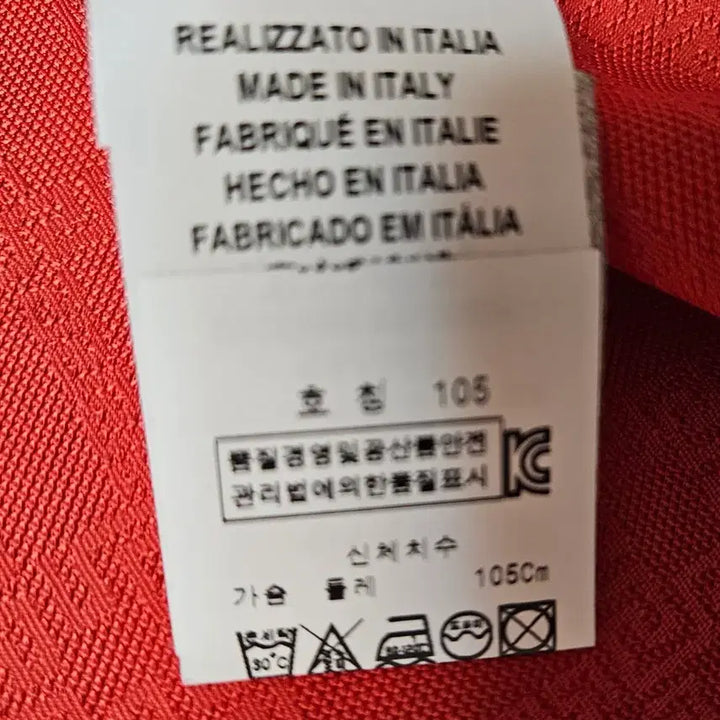 REALIZZATO IN ITALIA
MADE IN ITALY
FABRIQUÉ EN ITALIE
HECHO EN ITALIA
FABRICADO EM ITÁLIA
호 칭 105
품질경영및공산품안전
관리법에의한품질표시
신체치수
가슴 둘레 105Cm
30°C